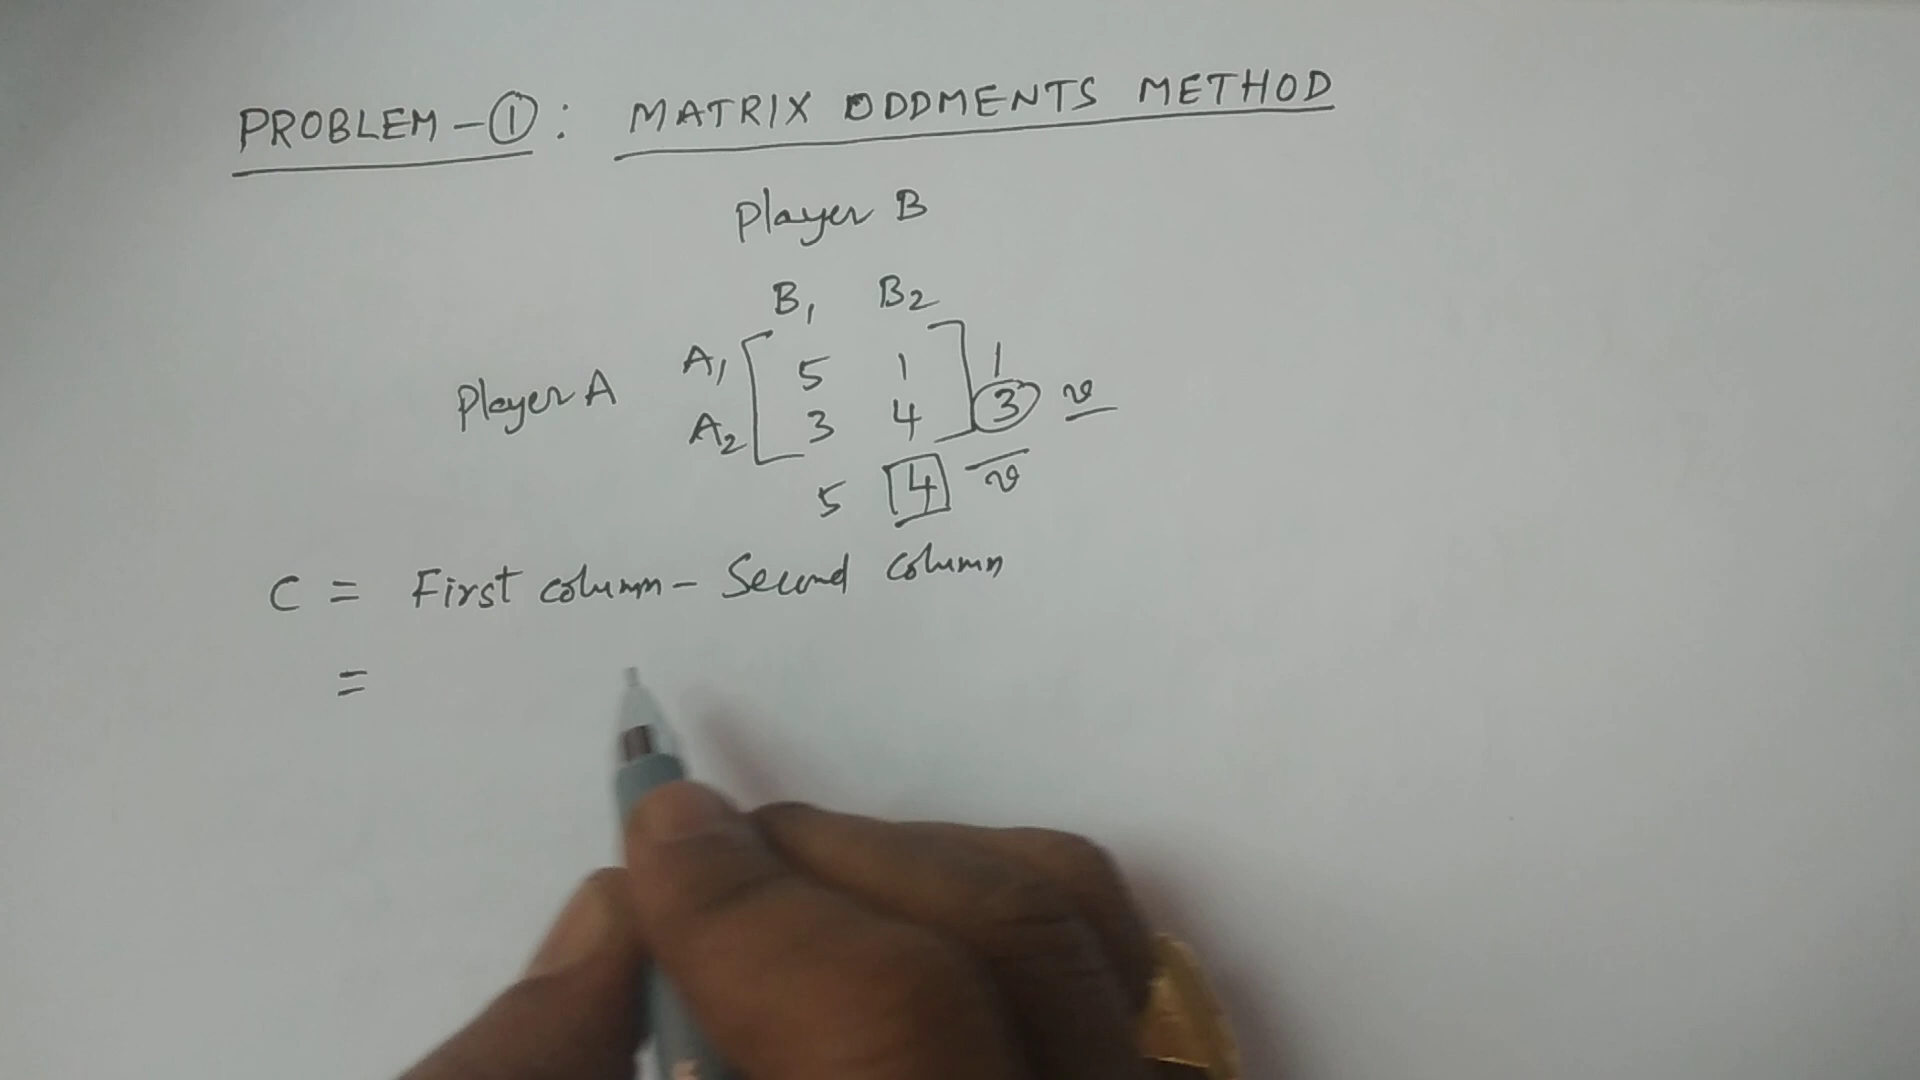 PROBLEM - ① : MATRIX ODDMENTS METHOD
Player B
B1 B2
Player A A1 [ 5 1 ] 1
A2 [ 3 4 ] 3 v
5 4 v
C = First column - Second column
=